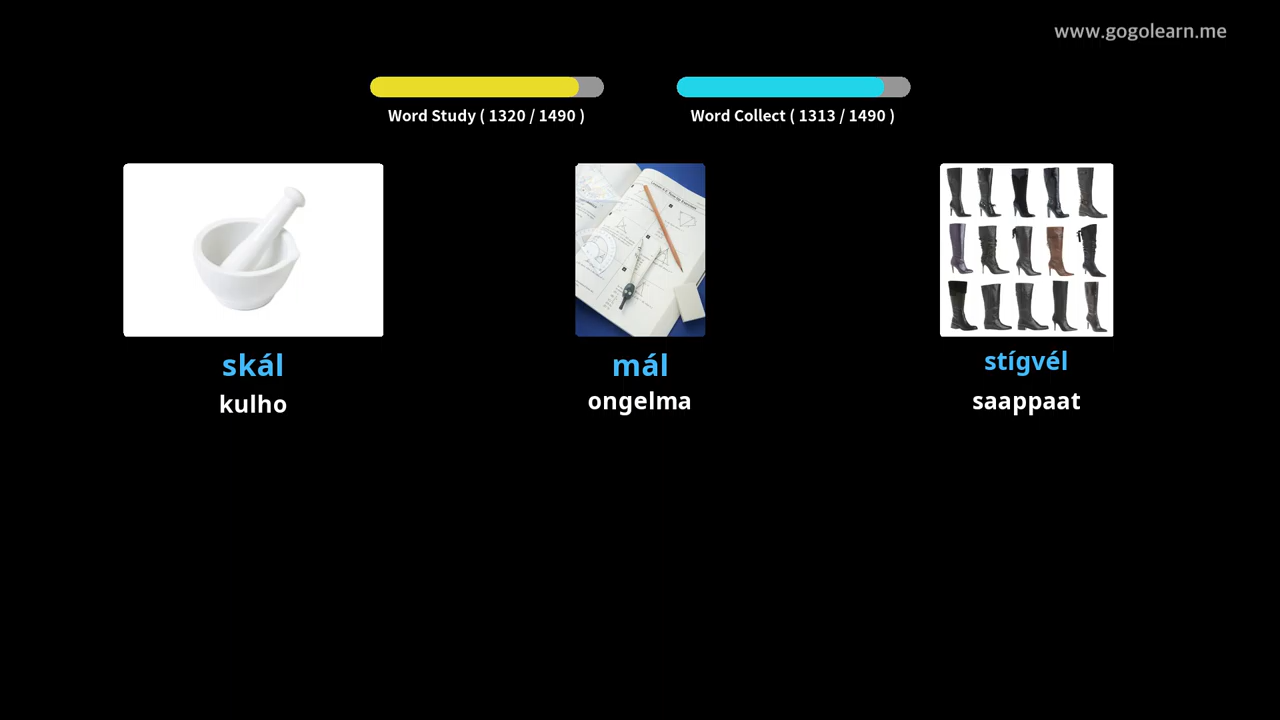 www.gogolearn.me
Word Study ( 1320 / 1490 )
Word Collect ( 1313 / 1490 )
skál
mál
stígvél
kulho
ongelma
saappaat